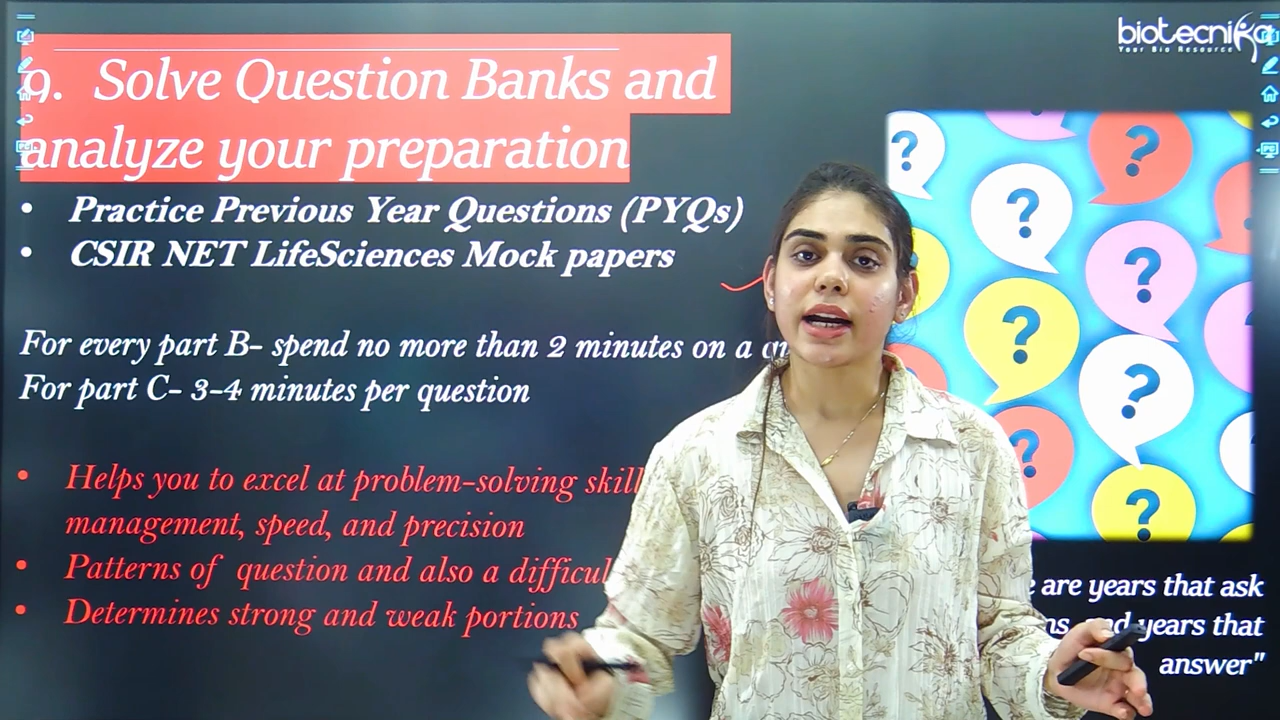 biotecnika
Your Bio Resource
9. Solve Question Banks and
analyze your preparation
• Practice Previous Year Questions (PYQs)
• CSIR NET LifeSciences Mock papers
For every part B- spend no more than 2 minutes on a
For part C- 3-4 minutes per question
• Helps you to excel at problem-solving
management, speed, and precision
• Patterns of question and also a
• Determines strong and weak portions
are years that ask
and years that
answer"